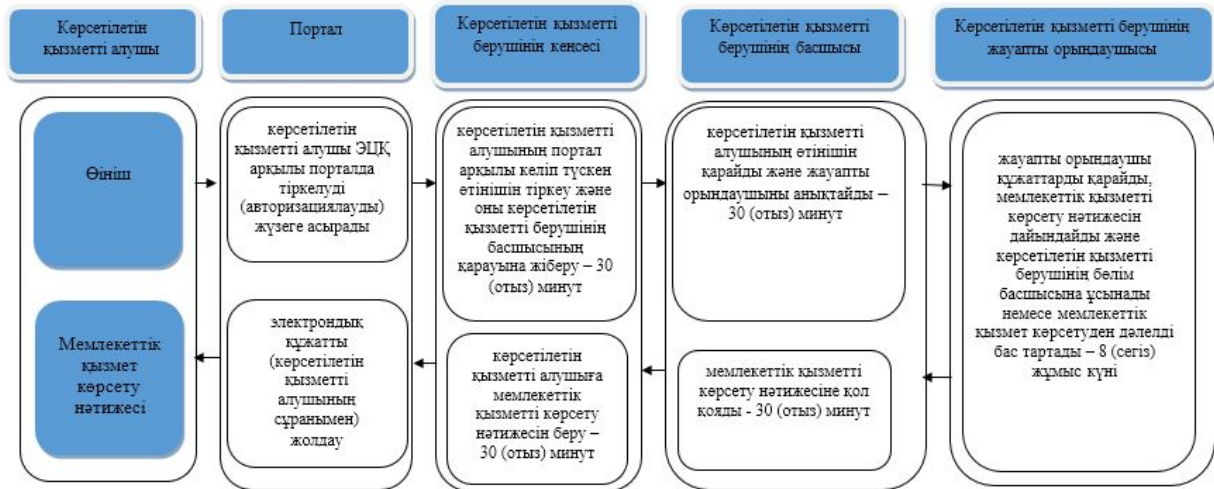 Көрсетілетін
қызметті алушы
Портал
Көрсетілетін қызметті
берушінің кеңсесі
Көрсетілетін қызметті
берушінің басшысы
Көрсетілетін қызметті берушінің
жауапты орындаушысы
Өініш
көрсетілетін
қызметті алушы ЭЦҚ
арқылы порталда
тіркелуді
(авторизациялауды)
жүзеге асырады
көрсетілетін қызметті
алушының портал
арқылы келіп түскен
өтінішін тіркеу және
оны көрсетілетін
қызметті берушінің
басшысының
қарауына жіберу – 30
(отыз) минут
көрсетілетін қызметті
алушының өтінішін
қарайды және жауапты
орындаушыны анықтайды –
30 (отыз) минут
жауапты орындаушы
құжаттарды қарайды,
мемлекеттік қызметті
көрсету нәтижесін
дайындайды және
көрсетілетін қызметті
берушінің бөлім
басшысына ұсынады
немесе мемлекеттік
қызмет көрсетуден дәлелді
бас тартады – 8 (сегіз)
жұмыс күні
Мемлекеттік
қызмет
көрсету
нәтижесі
электрондық
құжатты
(көрсетілетін
қызметті
алушының
сұранымен)
жолдау
көрсетілетін
қызметті алушыға
мемлекеттік
қызметті көрсету
нәтижесін беру –
30 (отыз) минут
мемлекеттік қызметті
көрсету нәтижесіне қол
қояды - 30 (отыз) минут